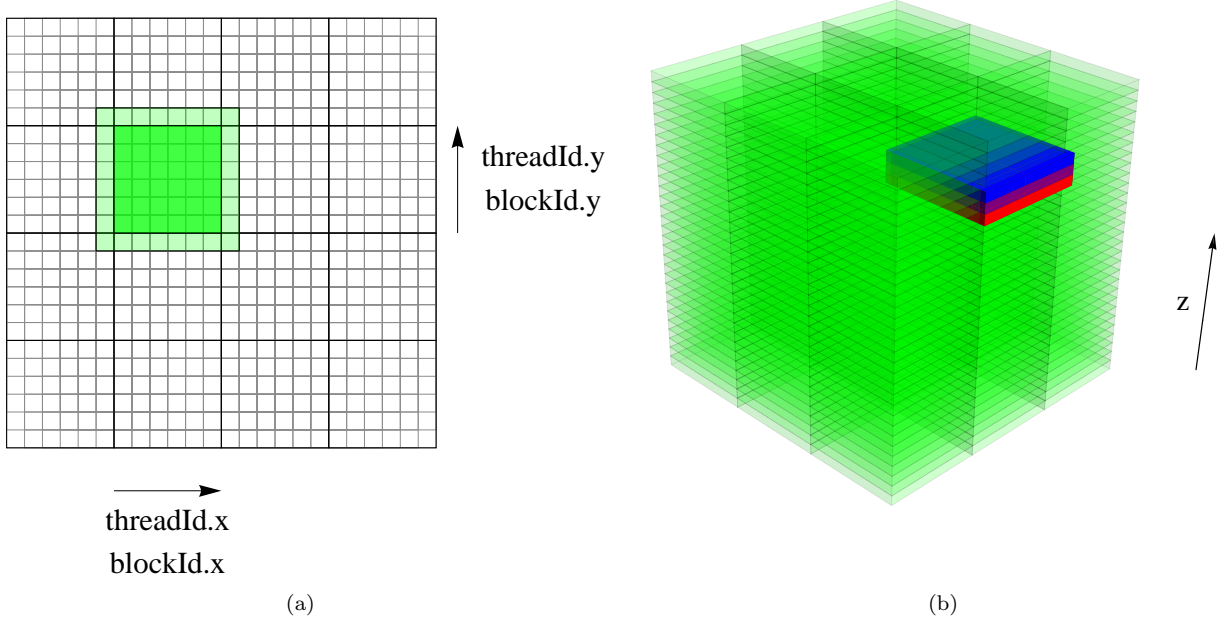 threadId.y
blockId.y
z
threadId.x
blockId.x
(a)
(b)